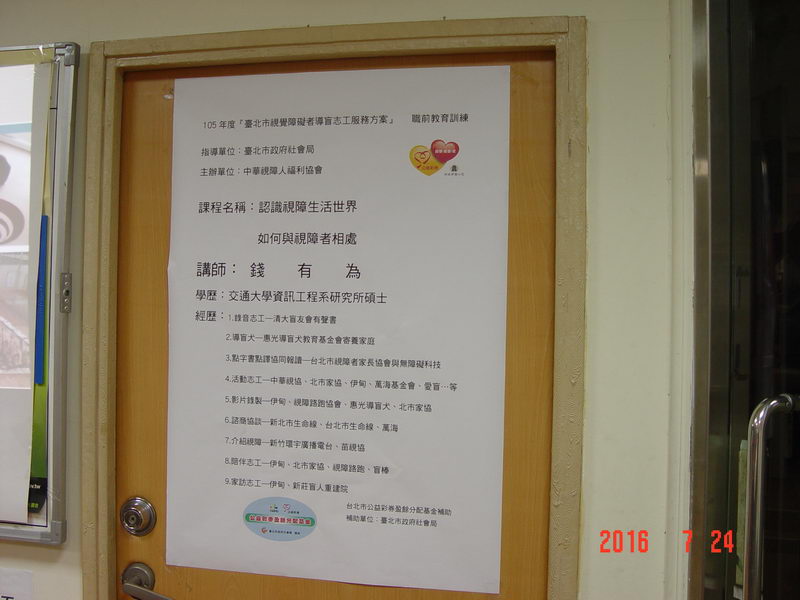 105年度「臺北市視覺障礙者導盲志工服務方案」 職前教育訓練
指導單位：臺北市政府社會局
主辦單位：中華視障人福利協會
課程名稱：認識視障生活世界
如何與視障者相處
講師： 錢 有 為
學歷：交通大學資訊工程系研究所碩士
經歷：1.錄音志工—清大盲友會有聲書
2.導盲犬—惠光導盲犬教育基金會寄養家庭
3.點字書點譯協同報讀—台北市視障者家長協會與無障礙科技
4.活動志工—中華視協、北市家協、伊甸、萬海基金會、愛盲…等
5.影片錄製—伊甸、視障路跑協會、惠光導盲犬、北市家協
6.諮商協談—新北市生命線、台北市生命線、萬海
7.介紹視障—新竹環宇廣播電台、苗視協
8.陪伴志工—伊甸、北市家協、視障路跑、盲棒
9.家訪志工—伊甸、新莊盲人重建院
公益彩券盈餘分配基金
台北市公益彩券盈餘分配基金補助
補助單位：臺北市政府社會局
2016 7 24